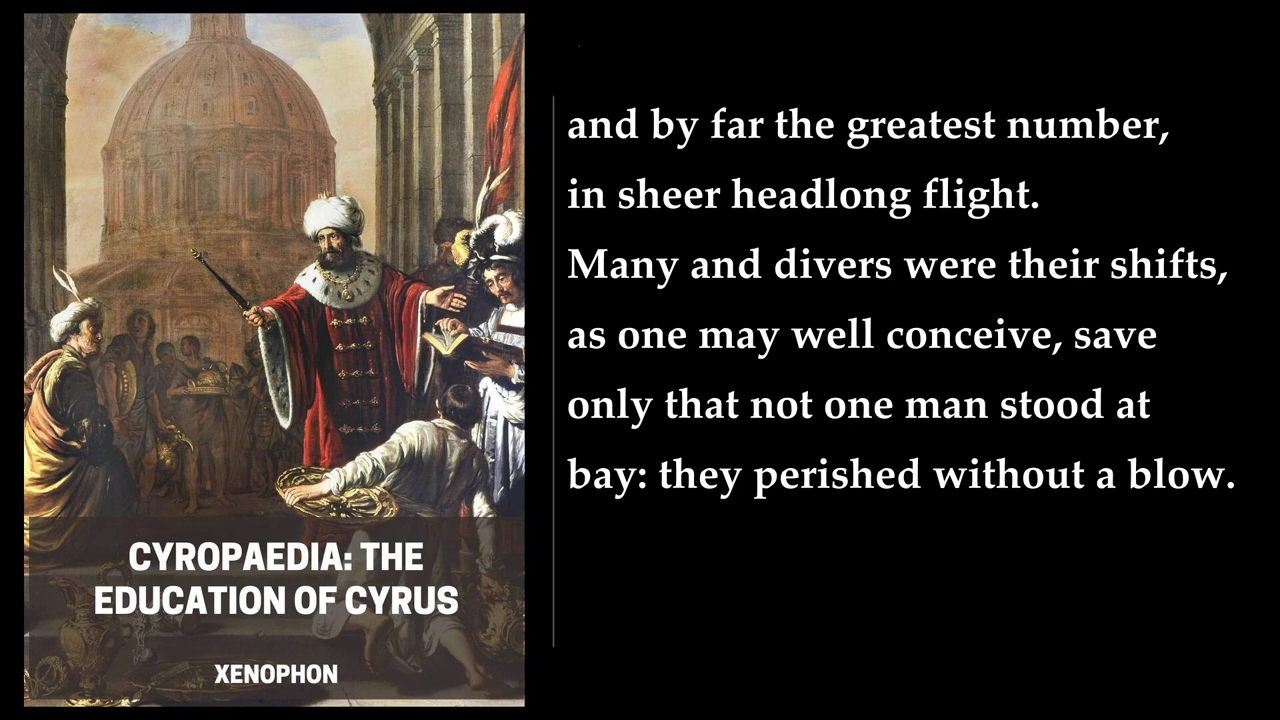 and by far the greatest number,
in sheer headlong flight.
Many and divers were their shifts,
as one may well conceive, save
only that not one man stood at
bay: they perished without a blow.
CYROPAEDIA: THE
EDUCATION OF CYRUS
XENOPHON